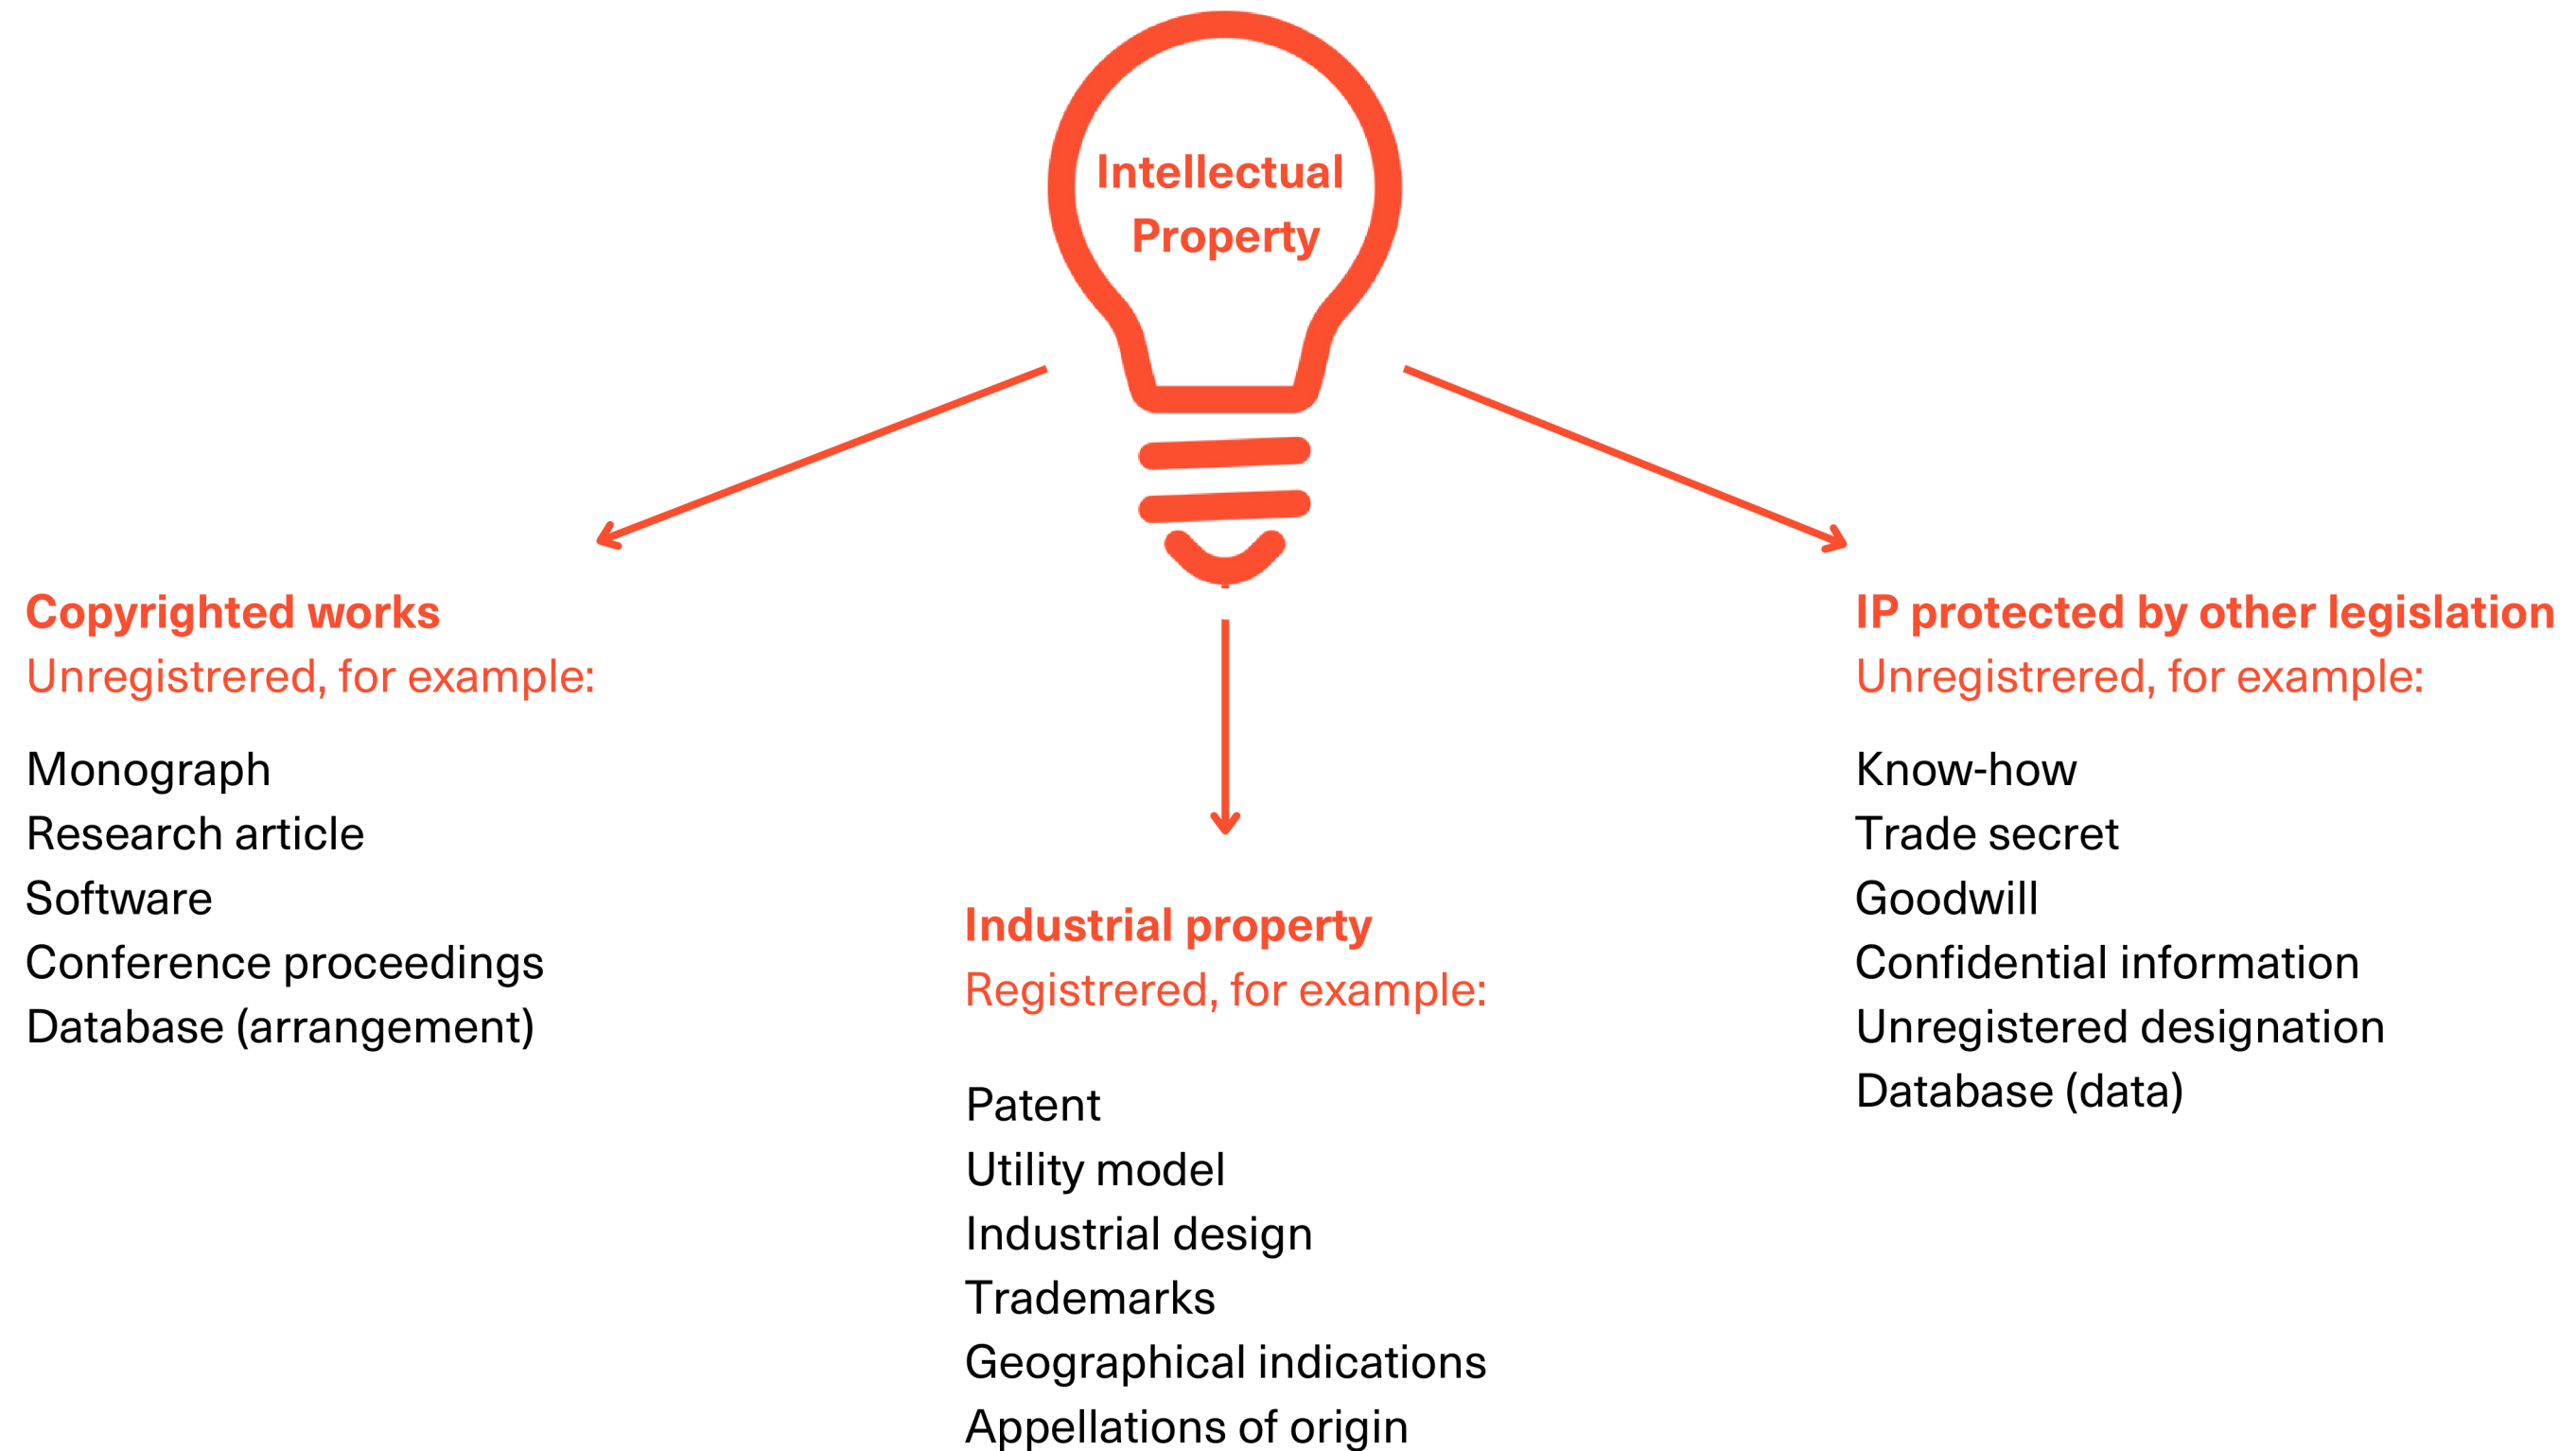 Intellectual
Property
Copyrighted works
Unregistrered, for example:
Monograph
Research article
Software
Conference proceedings
Database (arrangement)
Industrial property
Registrered, for example:
Patent
Utility model
Industrial design
Trademarks
Geographical indications
Appellations of origin
IP protected by other legislation
Unregistrered, for example:
Know-how
Trade secret
Goodwill
Confidential information
Unregistered designation
Database (data)